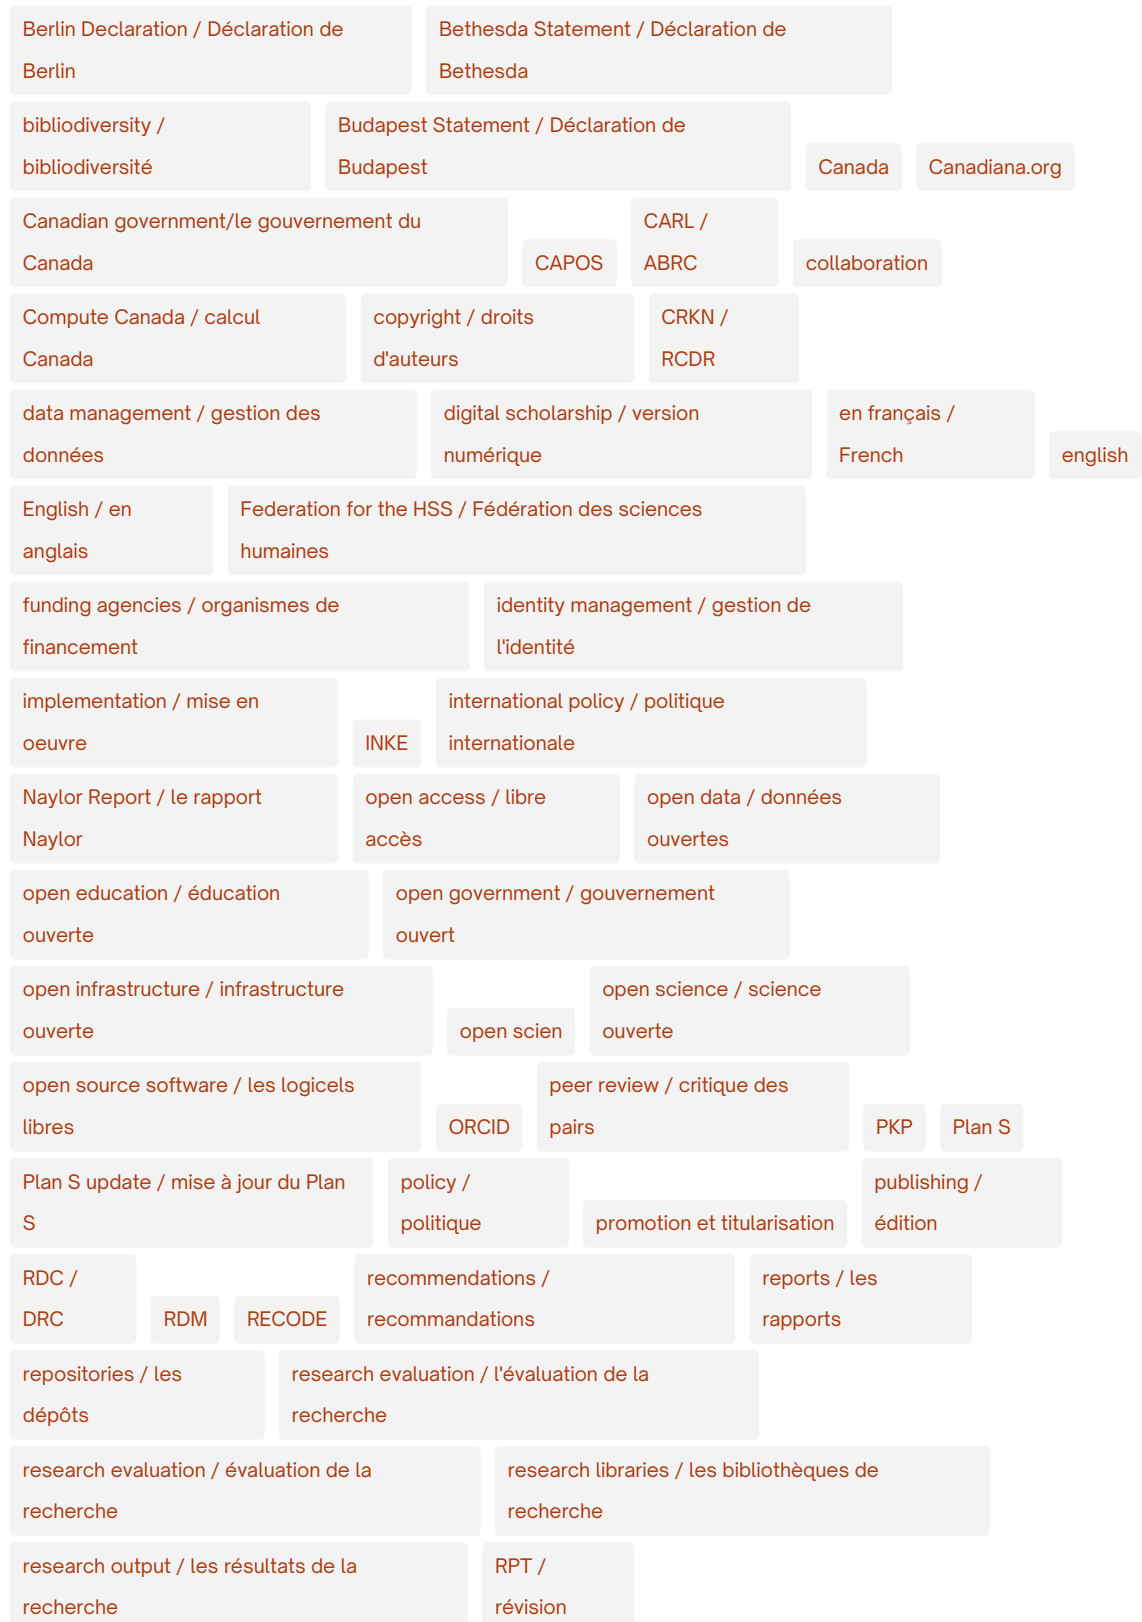 Berlin Declaration / Déclaration de
Berlin
Bethesda Statement / Déclaration de
Bethesda
bibliodiversity /
bibliodiversité
Budapest Statement / Déclaration de
Budapest
Canada
Canadiana.org
Canadian government/le gouvernement du
Canada
CAPOS
CARL /
ABRC
collaboration
Compute Canada / calcul
Canada
copyright / droits
d'auteurs
CRKN /
RCDR
data management / gestion des
données
digital scholarship / version
numérique
en français /
French
english
English / en
anglais
Federation for the HSS / Fédération des sciences
humaines
funding agencies / organismes de
financement
identity management / gestion de
l'identité
implementation / mise en
oeuvre
INKE
international policy / politique
internationale
Naylor Report / le rapport
Naylor
open access / libre
accès
open data / données
ouvertes
open education / éducation
ouverte
open government / gouvernement
ouvert
open infrastructure / infrastructure
ouverte
open scien
open science / science
ouverte
open source software / les logicels
libres
ORCID
peer review / critique des
pairs
PKP
Plan S
Plan S update / mise à jour du Plan
S
policy /
politique
promotion et titularisation
publishing /
édition
RDC /
DRC
RDM
RECODE
recommendations /
recommandations
reports / les
rapports
repositories / les
dépôts
research evaluation / l'évaluation de la
recherche
research evaluation / évaluation de la
recherche
research libraries / les bibliothèques de
recherche
research output / les résultats de la
recherche
RPT /
révision